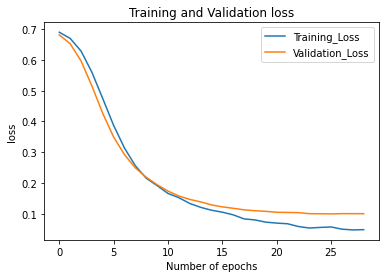 Training and Validation loss
Training_Loss
Validation_Loss
0.7
0.6
0.5
0.4
0.3
0.2
0.1
loss
0
5
10
15
20
25
Number of epochs